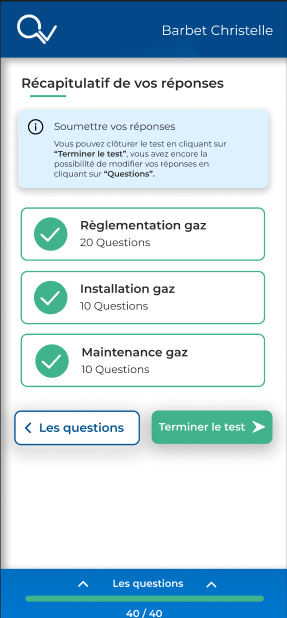 QV
Barbet Christelle
Récapitulatif de vos réponses
Soumettre vos réponses
Vous pouvez clôturer le test en cliquant sur
“Terminer le test”, vous avez encore la
possibilité de modifier vos réponses en
cliquant sur “Questions”.
Règlementation gaz
20 Questions
Installation gaz
10 Questions
Maintenance gaz
10 Questions
Les questions
Terminer le test
Les questions
40 / 40